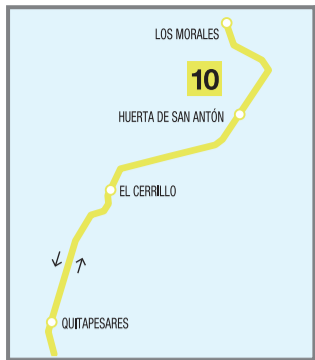 LOS MORALES
10
HUERTA DE SAN ANTÓN
EL CERRILLO
QUITAPESARES